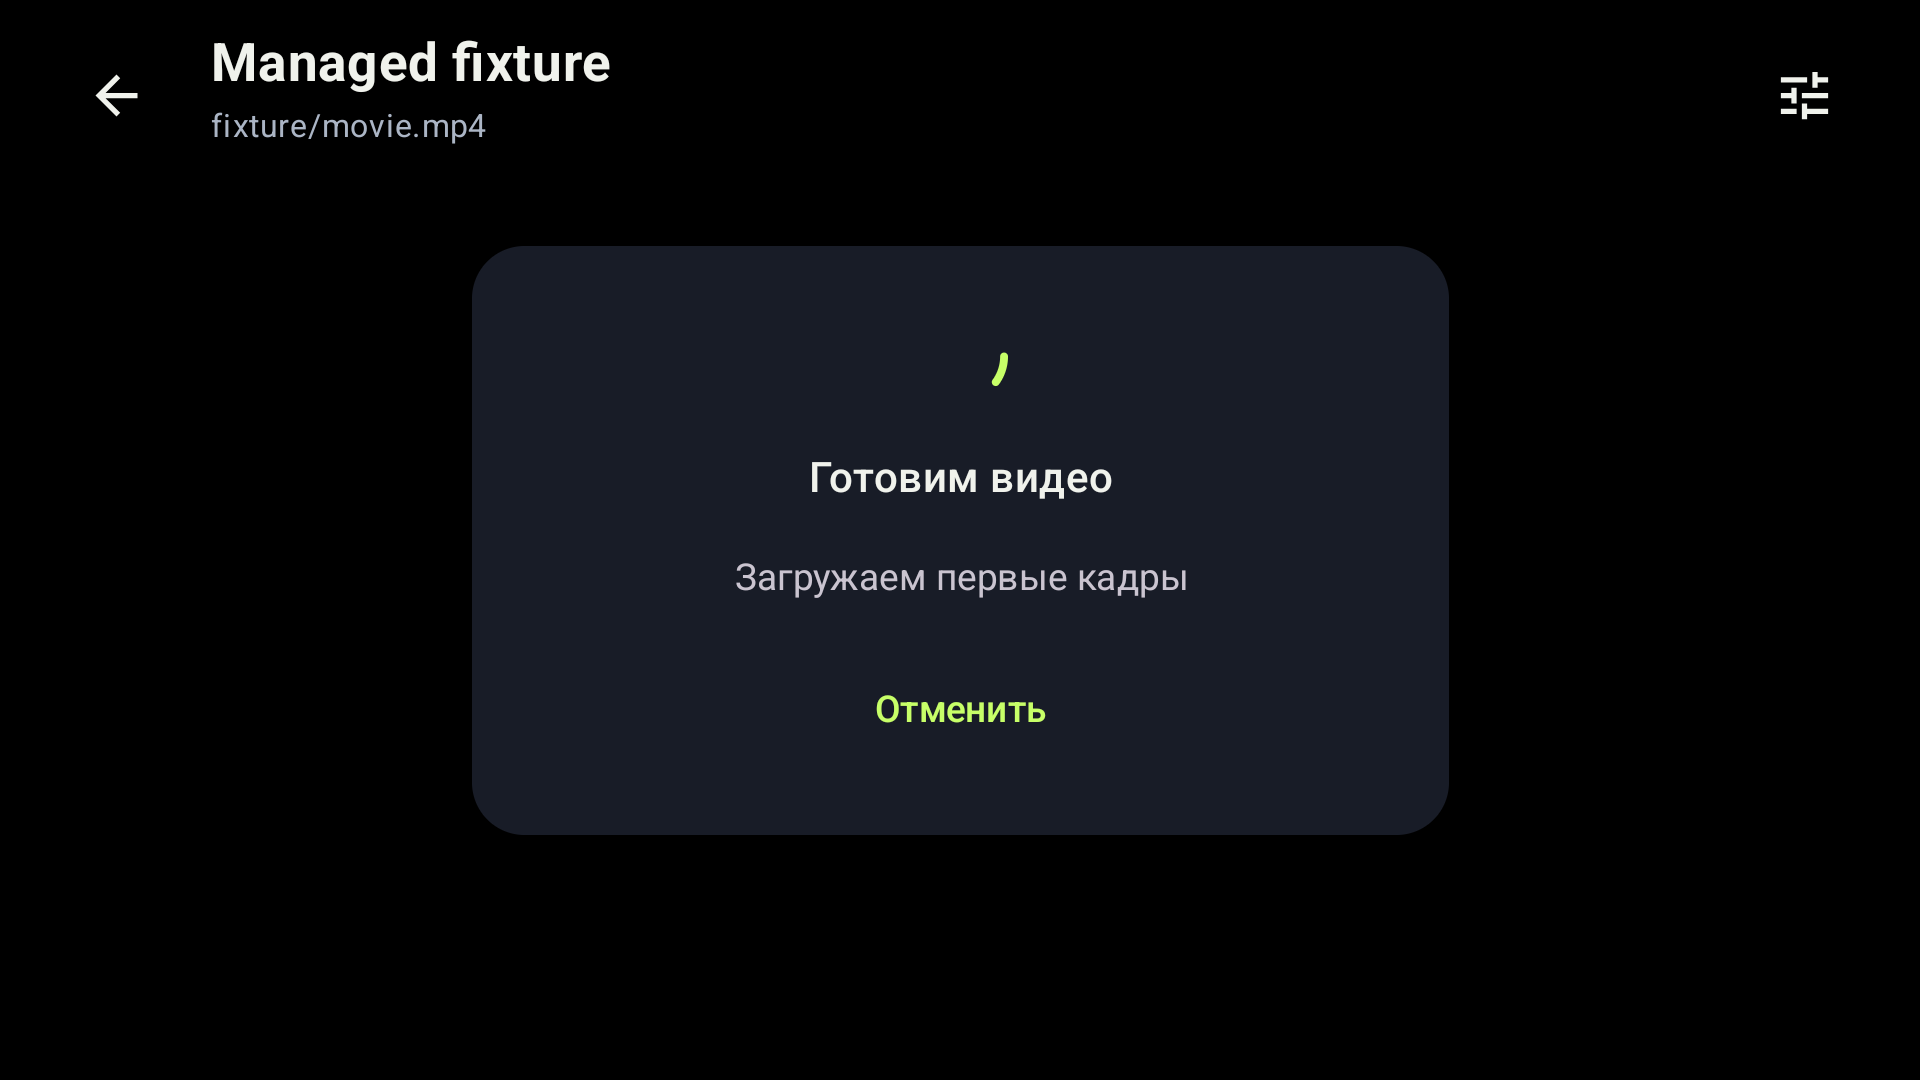 Managed fixture
fixture/movie.mp4
Готовим видео
Загружаем первые кадры
Отменить